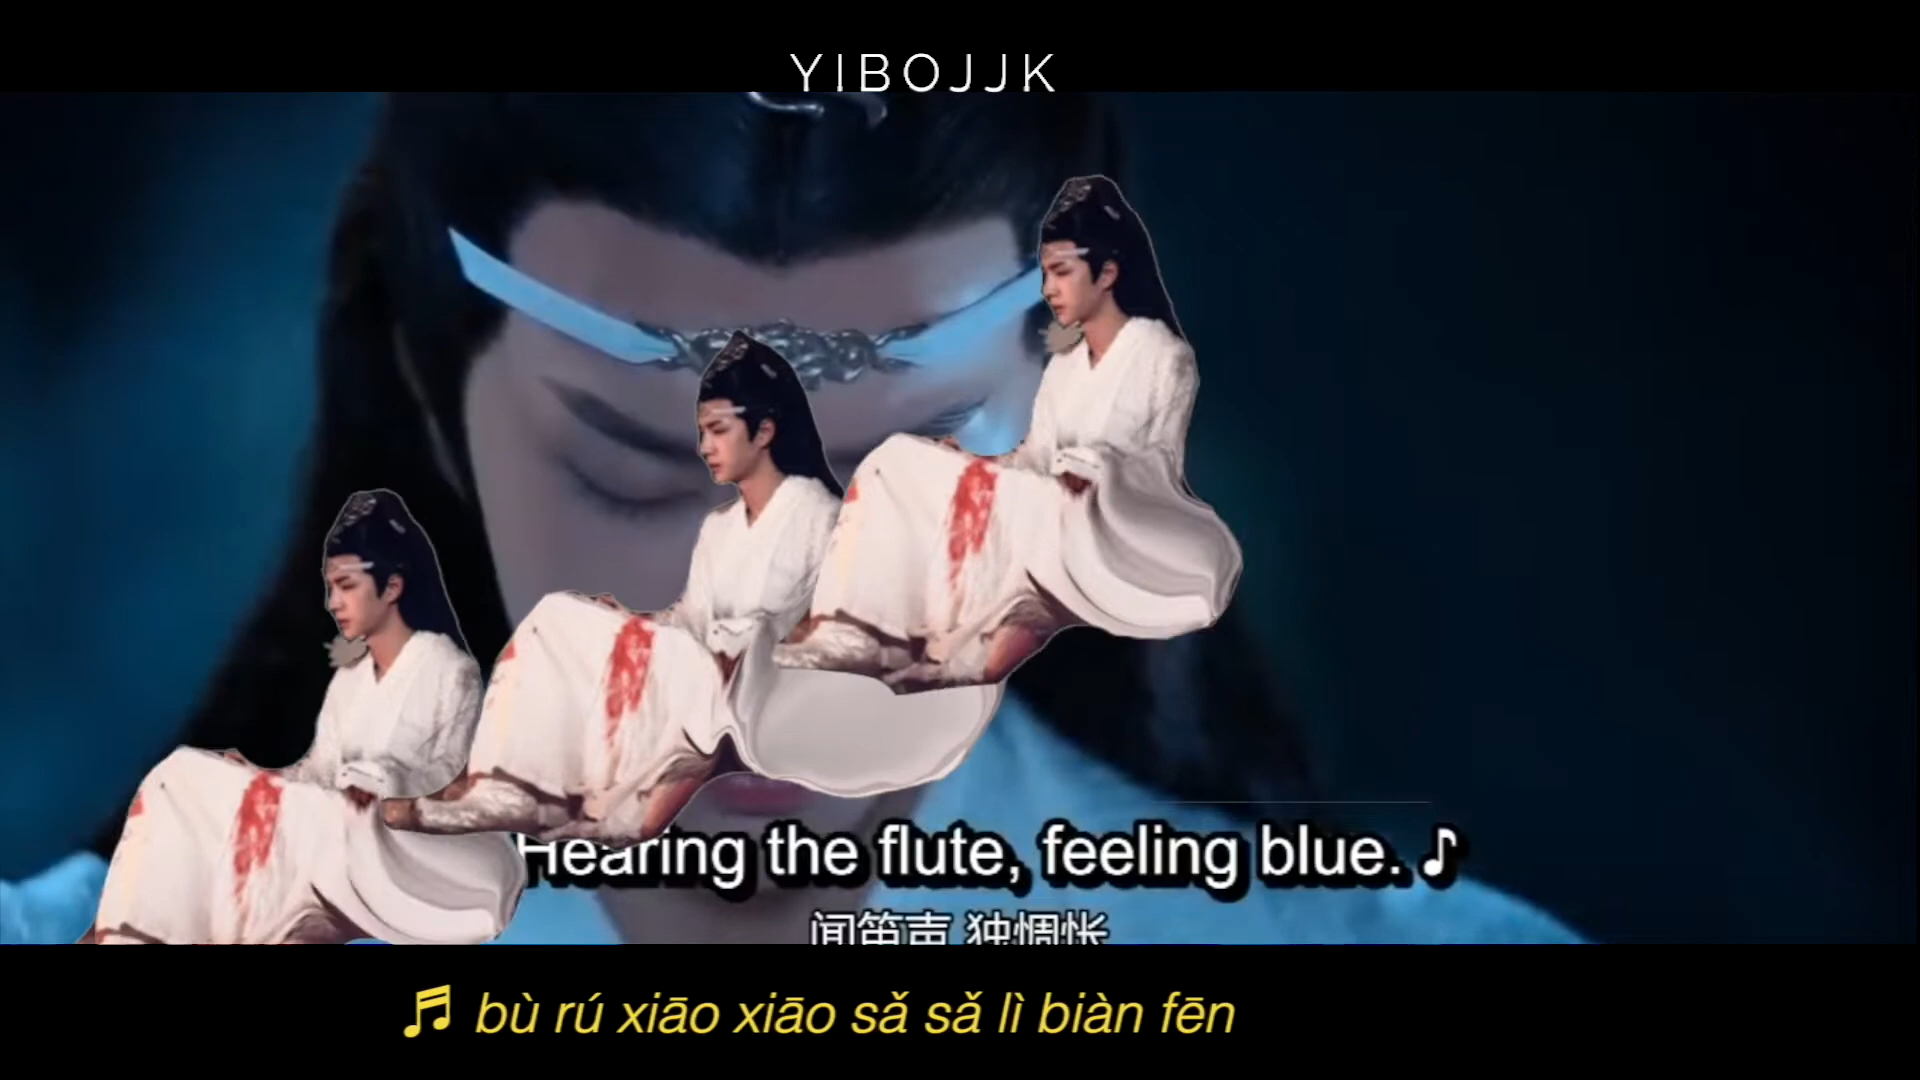 YIBOJJK
Hearing the flute, feeling blue. ♪
闻笛声 独惆怅
♫ bù rú xiāo xiāo sǎ sǎ lì biàn fēn